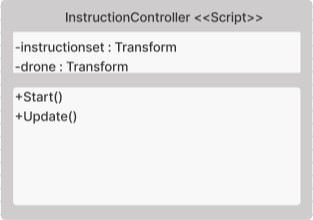 InstructionController <<Script>>
-instructionset : Transform
-drone : Transform
+Start()
+Update()